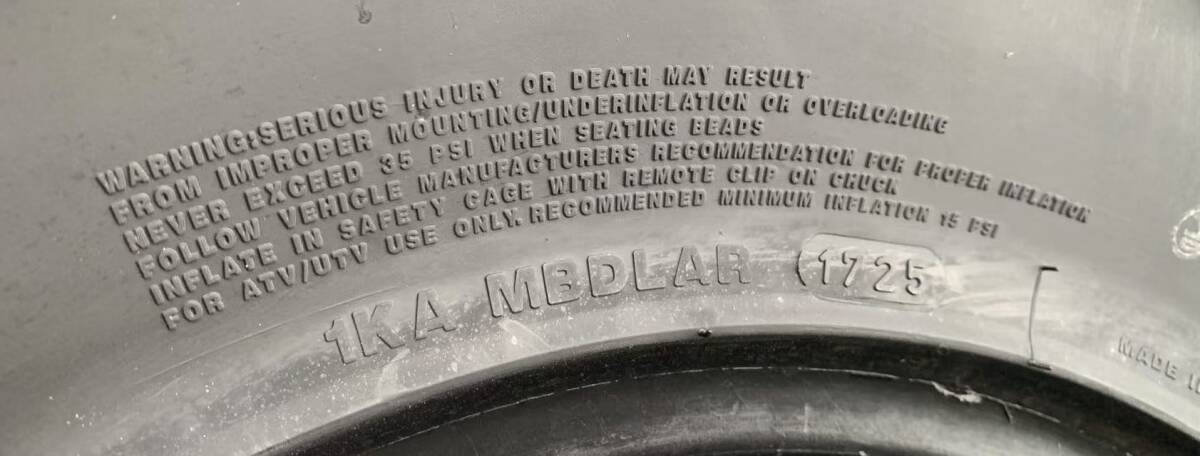 WARNING:SERIOUS INJURY OR DEATH MAY RESULT
FROM IMPROPER MOUNTING/UNDERINFLATION OR OVERLOADING
NEVER EXCEED 35 PSI WHEN SEATING BEADS
FOLLOW VEHICLE MANUFACTURERS RECOMMENDATION FOR PROPER INFLATION
INFLATE IN SAFETY CAGE WITH REMOTE CLIP ON CHUCK
FOR ATV/UTV USE ONLY. RECOMMENDED MINIMUM INFLATION 15 PSI
1KA MBDLAR 1725
MADE